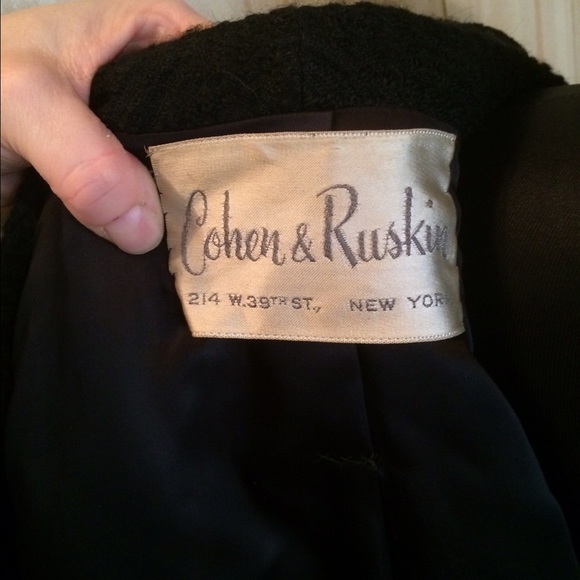 Cohen & Ruskin
214 W. 39TH ST., NEW YORK